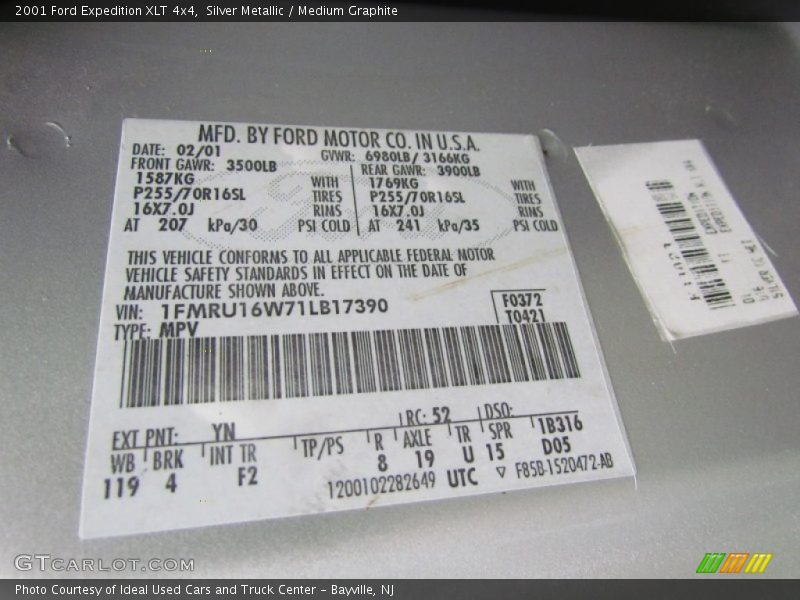 2001 Ford Expedition XLT 4x4, Silver Metallic / Medium Graphite
MFD. BY FORD MOTOR CO. IN U.S.A.
DATE: 02/01 GVWR: 6980LB/ 3166KG
FRONT GAWR: 3500LB REAR GAWR: 3900LB
1587KG WITH 1769KG WITH
P255/70R16SL TIRES P255/70R16SL TIRES
16X7.0J RIMS 16X7.0J RIMS
AT 207 kPa/30 PSI COLD AT 241 kPa/35 PSI COLD
THIS VEHICLE CONFORMS TO ALL APPLICABLE FEDERAL MOTOR
VEHICLE SAFETY STANDARDS IN EFFECT ON THE DATE OF
MANUFACTURE SHOWN ABOVE.
VIN: 1FMRU16W71LB17390
F0372
T0421
TYPE: MPV
EXT PNT: YN RC: 52 DSO:
WB BRK INT TR TP/PS R AXLE TR SPR 1B316
119 4 F2 8 19 U 15 D05
1200102282649 UTC ▽ F85B-1520472-AB
GTCarLot.com
Photo Courtesy of Ideal Used Cars and Truck Center – Bayville, NJ